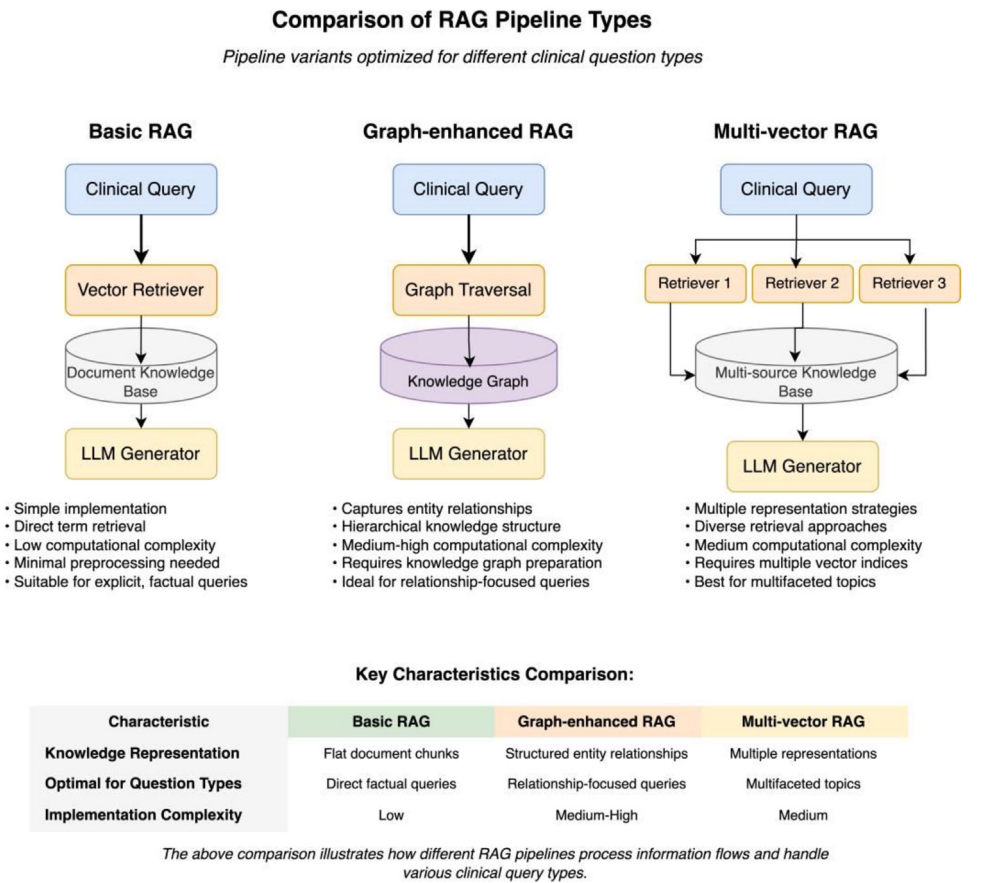 Comparison of RAG Pipeline Types
Pipeline variants optimized for different clinical question types
Basic RAG
Clinical Query
Vector Retriever
Document Knowledge
Base
LLM Generator
• Simple implementation
• Direct term retrieval
• Low computational complexity
• Minimal preprocessing needed
• Suitable for explicit, factual queries
Graph-enhanced RAG
Clinical Query
Graph Traversal
Knowledge Graph
LLM Generator
• Captures entity relationships
• Hierarchical knowledge structure
• Medium-high computational complexity
• Requires knowledge graph preparation
• Ideal for relationship-focused queries
Multi-vector RAG
Clinical Query
Retriever 1
Retriever 2
Retriever 3
Multi-source Knowledge
Base
LLM Generator
• Multiple representation strategies
• Diverse retrieval approaches
• Medium computational complexity
• Requires multiple vector indices
• Best for multifaceted topics
Key Characteristics Comparison:
Characteristic Basic RAG Graph-enhanced RAG Multi-vector RAG
Knowledge Representation Flat document chunks Structured entity relationships Multiple representations
Optimal for Question Types Direct factual queries Relationship-focused queries Multifaceted topics
Implementation Complexity Low Medium-High Medium
The above comparison illustrates how different RAG pipelines process information flows and handle
various clinical query types.